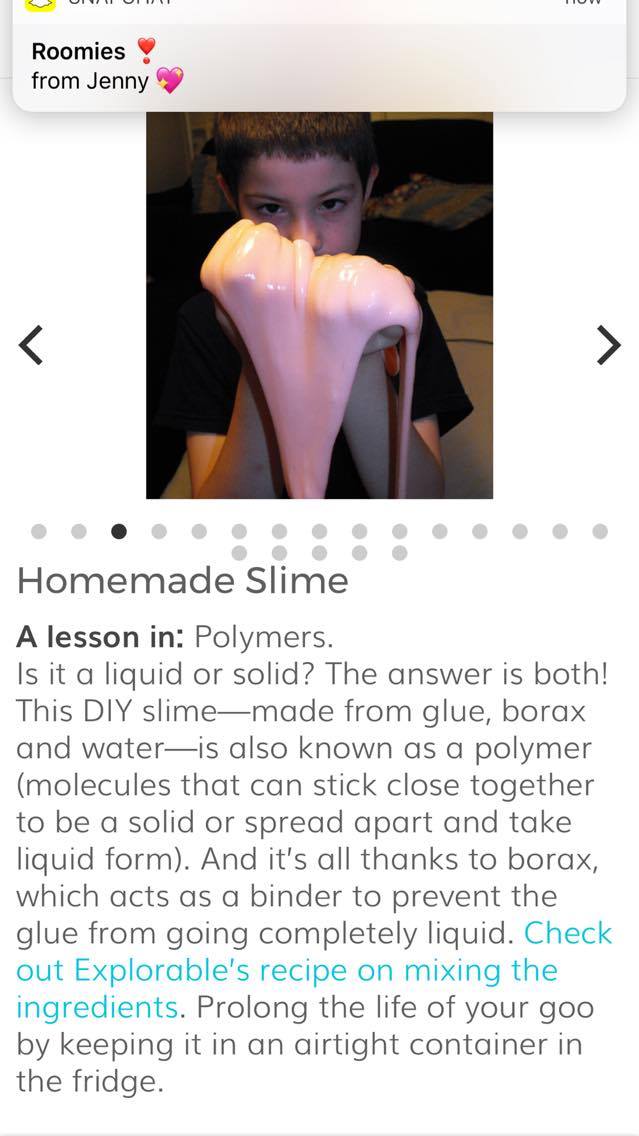 SNAPCHAT
now
Roomies
from Jenny
Homemade Slime
A lesson in: Polymers.
Is it a liquid or solid? The answer is both!
This DIY slime—made from glue, borax
and water—is also known as a polymer
(molecules that can stick close together
to be a solid or spread apart and take
liquid form). And it's all thanks to borax,
which acts as a binder to prevent the
glue from going completely liquid. Check
out Explorable's recipe on mixing the
ingredients. Prolong the life of your goo
by keeping it in an airtight container in
the fridge.